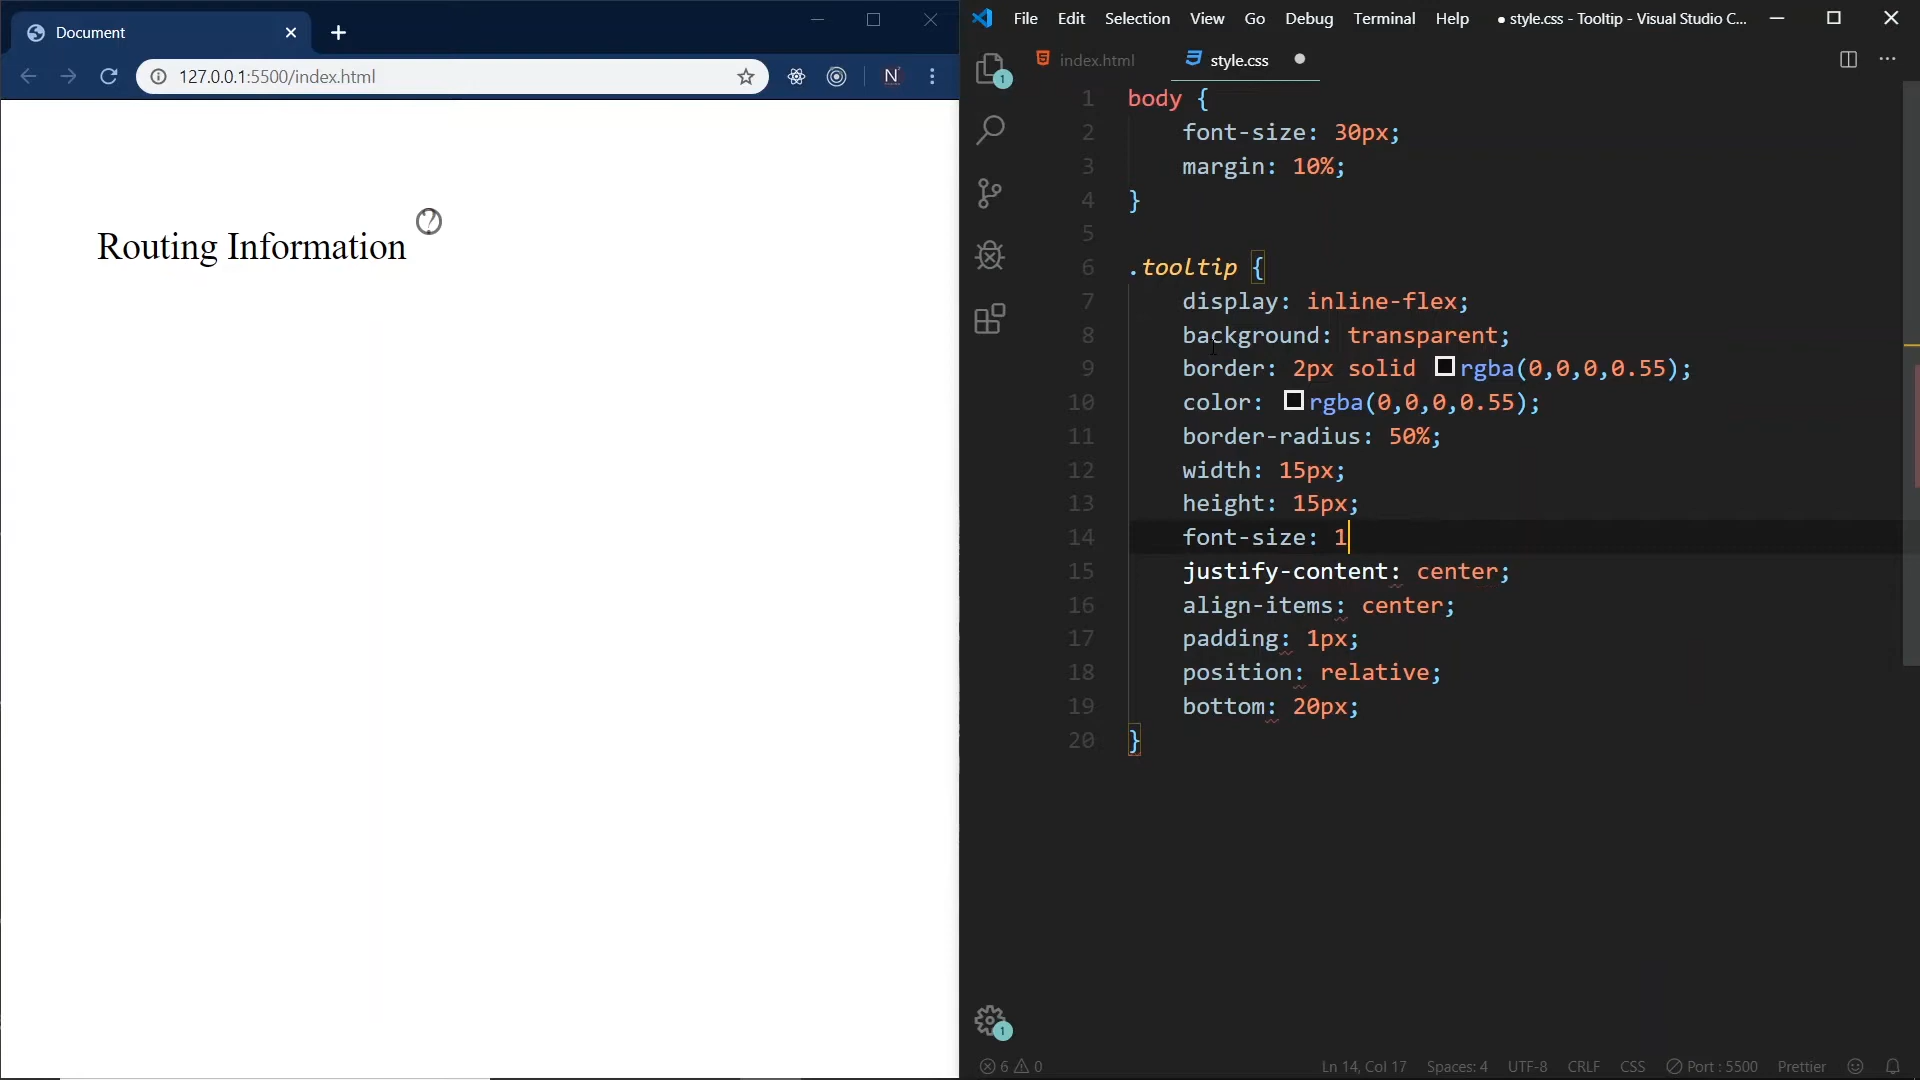 Document
127.0.0.1:5500/index.html
N
Routing Information
?
File Edit Selection View Go Debug Terminal Help
● style.css - Tooltip - Visual Studio C...
index.html
style.css
1
1 body {
2 font-size: 30px;
3 margin: 10%;
4 }
5
6 .tooltip {
7 display: inline-flex;
8 background: transparent;
9 border: 2px solid rgba(0,0,0,0.55);
10 color: rgba(0,0,0,0.55);
11 border-radius: 50%;
12 width: 15px;
13 height: 15px;
14 font-size: 1
15 justify-content: center;
16 align-items: center;
17 padding: 1px;
18 position: relative;
19 bottom: 20px;
20 }
1
6 0
Ln 14, Col 17 Spaces: 4 UTF-8 CRLF CSS Port : 5500 Prettier